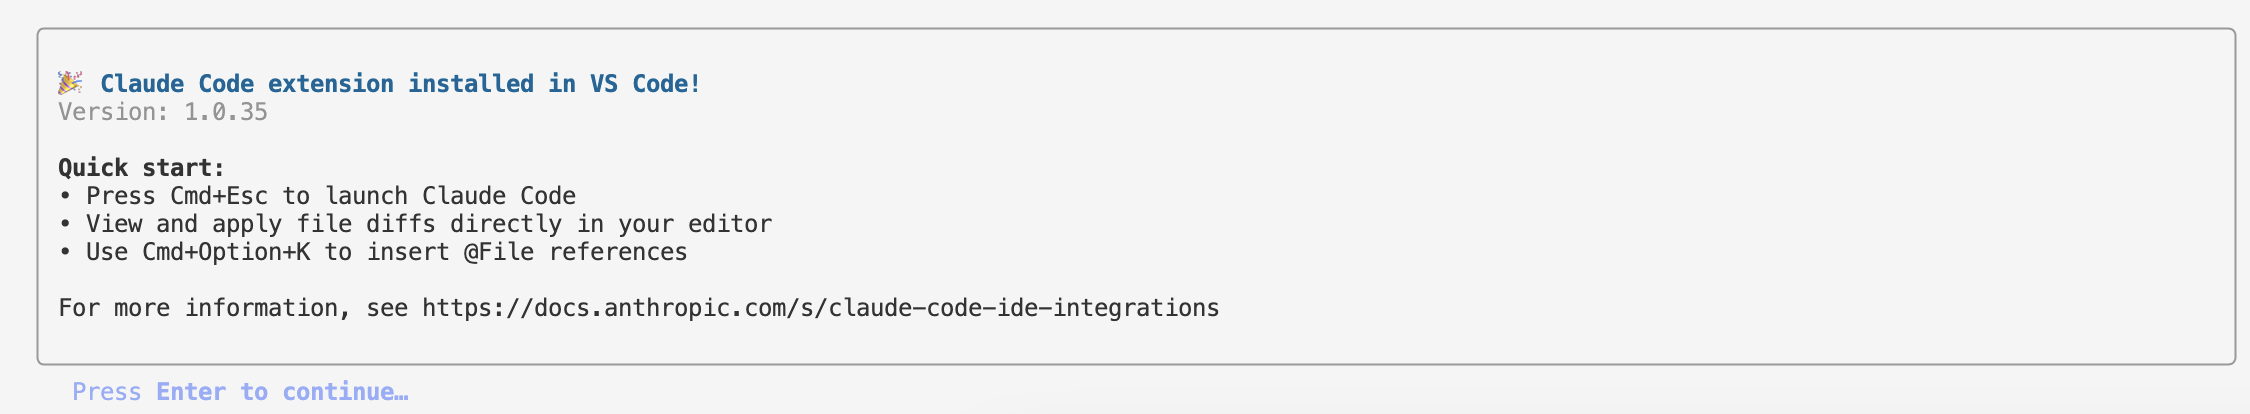 🎉 Claude Code extension installed in VS Code!
Version: 1.0.35
Quick start:
• Press Cmd+Esc to launch Claude Code
• View and apply file diffs directly in your editor
• Use Cmd+Option+K to insert @File references
For more information, see https://docs.anthropic.com/s/claude-code-ide-integrations
Press Enter to continue…